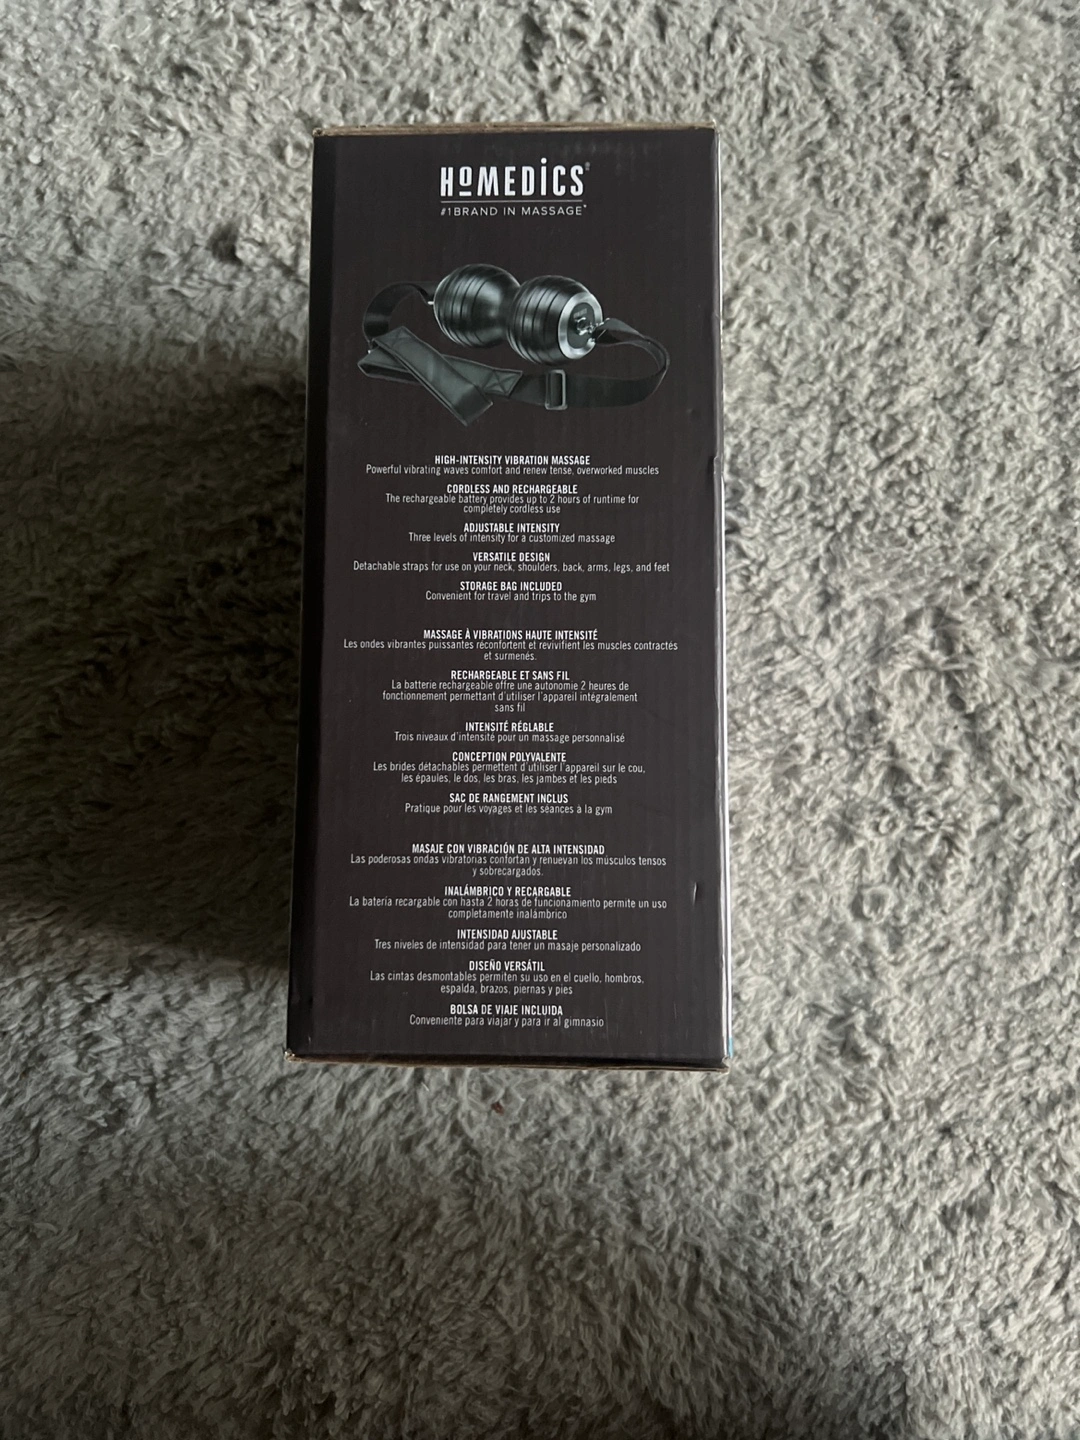 HOMEDICS®
#1 BRAND IN MASSAGE*
HIGH-INTENSITY VIBRATION MASSAGE
Powerful vibrating waves comfort and renew tense, overworked muscles
CORDLESS AND RECHARGEABLE
The rechargeable battery provides up to 2 hours of runtime for
completely cordless use
ADJUSTABLE INTENSITY
Three levels of intensity for a customized massage
VERSATILE DESIGN
Detachable straps for use on your neck, shoulders, back, arms, legs, and feet
STORAGE BAG INCLUDED
Convenient for travel and trips to the gym
MASSAGE À VIBRATIONS HAUTE INTENSITÉ
Les ondes vibrantes puissantes réconfortent et revivifient les muscles contractés
et surmenés.
RECHARGEABLE ET SANS FIL
La batterie rechargeable offre une autonomie 2 heures de
fonctionnement permettant d'utiliser l'appareil intégralement
sans fil
INTENSITÉ RÉGLABLE
Trois niveaux d'intensité pour un massage personnalisé
CONCEPTION POLYVALENTE
Les brides détachables permettent d'utiliser l'appareil sur le cou,
les épaules, le dos, les bras, les jambes et les pieds
SAC DE RANGEMENT INCLUS
Pratique pour les voyages et les séances à la gym
MASAJE CON VIBRACIÓN DE ALTA INTENSIDAD
Las poderosas ondas vibratorias confortan y renuevan los músculos tensos
y sobrecargados.
INALÁMBRICO Y RECARGABLE
La batería recargable con hasta 2 horas de funcionamiento permite un uso
completamente inalámbrico
INTENSIDAD AJUSTABLE
Tres niveles de intensidad para tener un masaje personalizado
DISEÑO VERSÁTIL
Las cintas desmontables permiten su uso en el cuello, hombros,
espalda, brazos, piernas y pies
BOLSA DE VIAJE INCLUIDA
Conveniente para viajar y para ir al gimnasio